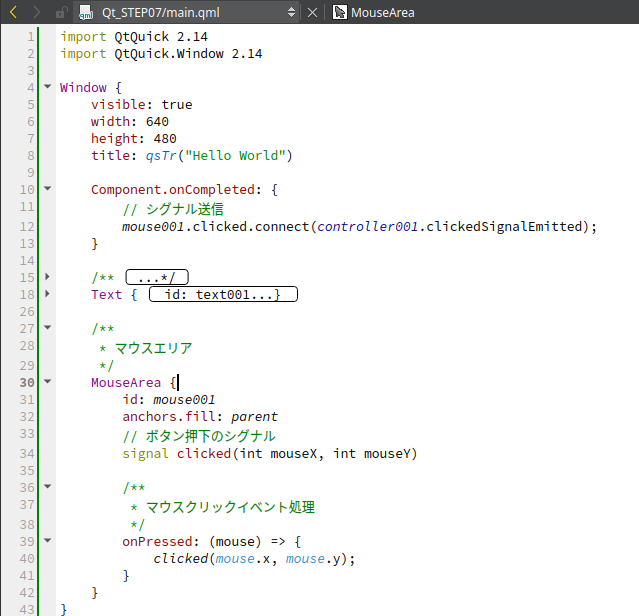 Qt_STEP07/main.qml MouseArea
1 import QtQuick 2.14
2 import QtQuick.Window 2.14
3
4 Window {
5 visible: true
6 width: 640
7 height: 480
8 title: qsTr("Hello World")
9
10 Component.onCompleted: {
11 // シグナル送信
12 mouse001.clicked.connect(controller001.clickedSignalEmitted);
13 }
14
15 /** ...*/
18 Text { id: text001...}
26
27 /**
28 * マウスエリア
29 */
30 MouseArea {
31 id: mouse001
32 anchors.fill: parent
33 // ボタン押下のシグナル
34 signal clicked(int mouseX, int mouseY)
35
36 /**
37 * マウスクリックイベント処理
38 */
39 onPressed: (mouse) => {
40 clicked(mouse.x, mouse.y);
41 }
42 }
43 }